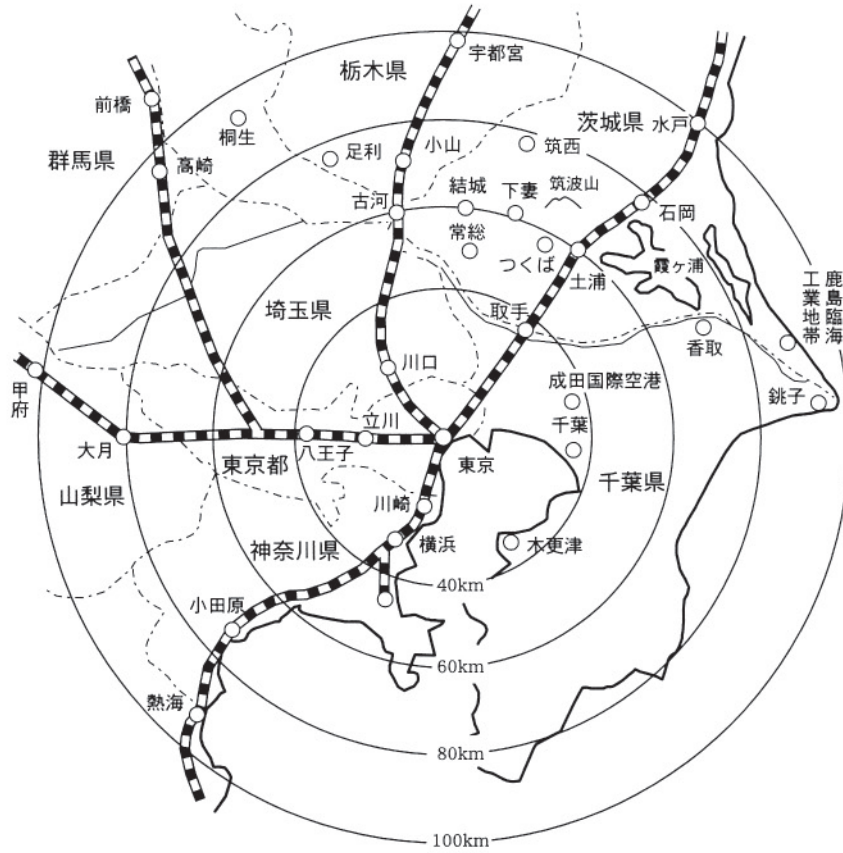 宇都宮
栃木県
前橋
茨城県
水戸
桐生
群馬県
高崎
足利
小山
筑西
結城
下妻
筑波山
石岡
古河
常総
つくば
土浦
霞ヶ浦
鹿島臨海
工業地帯
埼玉県
取手
香取
川口
甲府
成田国際空港
銚子
立川
千葉
大月
東京都
八王子
東京
千葉県
山梨県
川崎
神奈川県
横浜
木更津
40km
小田原
60km
熱海
80km
100km